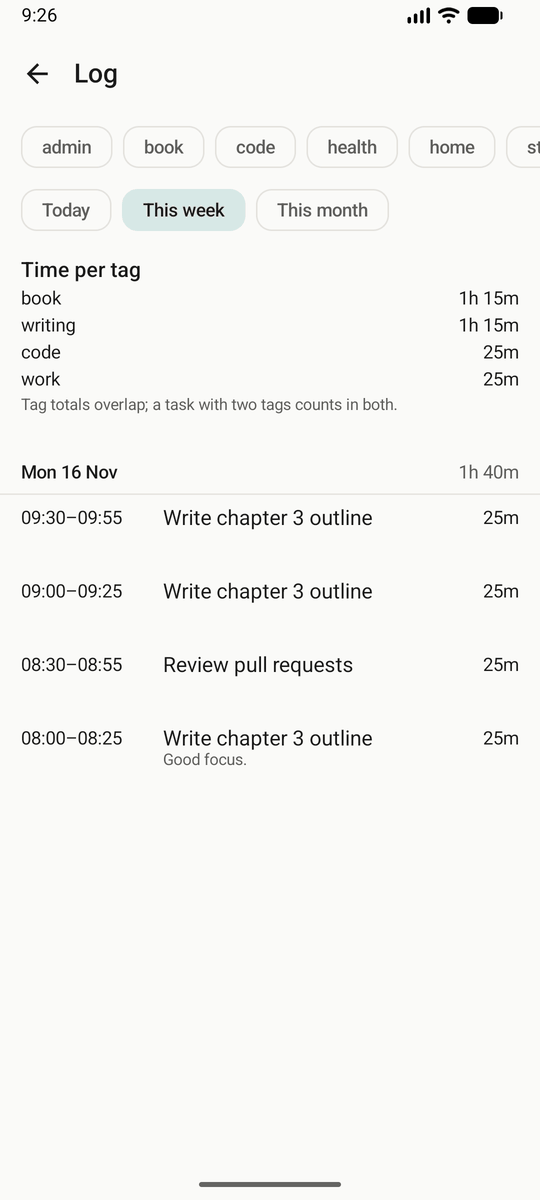 9:26
Log
admin book code health home st
Today This week This month
Time per tag
book 1h 15m
writing 1h 15m
code 25m
work 25m
Tag totals overlap; a task with two tags counts in both.
Mon 16 Nov 1h 40m
09:30–09:55 Write chapter 3 outline 25m
09:00–09:25 Write chapter 3 outline 25m
08:30–08:55 Review pull requests 25m
08:00–08:25 Write chapter 3 outline 25m
Good focus.